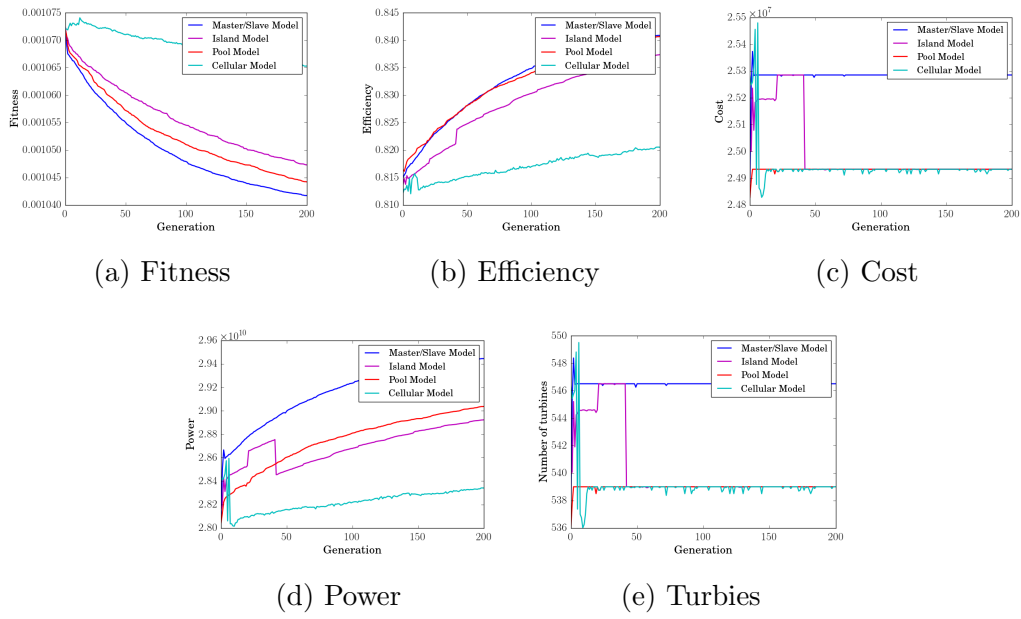 0.001075
0.001070
0.001065
0.001060
0.001055
0.001050
0.001045
0.001040
Fitness
0 50 100 150 200
Generation
Master/Slave Model
Island Model
Pool Model
Cellular Model
(a) Fitness
0.845
0.840
0.835
0.830
0.825
0.820
0.815
0.810
Efficiency
0 50 100 150 200
Generation
Master/Slave Model
Island Model
Pool Model
Cellular Model
(b) Efficiency
×10⁷
2.55
2.54
2.53
2.52
2.51
2.50
2.49
2.48
Cost
0 50 100 150 200
Generation
Master/Slave Model
Island Model
Pool Model
Cellular Model
(c) Cost
×10¹⁰
2.96
2.94
2.92
2.90
2.88
2.86
2.84
2.82
2.80
Power
0 50 100 150 200
Generation
Master/Slave Model
Island Model
Pool Model
Cellular Model
(d) Power
550
548
546
544
542
540
538
536
Number of turbines
0 50 100 150 200
Generation
Master/Slave Model
Island Model
Pool Model
Cellular Model
(e) Turbies